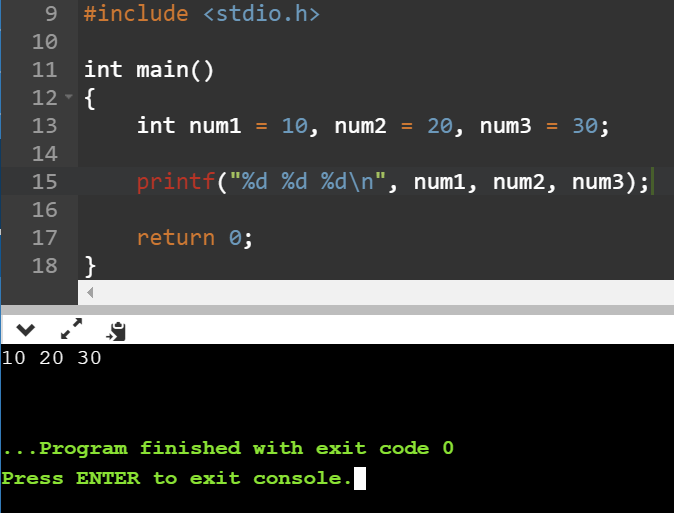 9 #include <stdio.h>
10
11 int main()
12 {
13     int num1 = 10, num2 = 20, num3 = 30;
14
15     printf("%d %d %d\n", num1, num2, num3);
16
17     return 0;
18 }
10 20 30
...Program finished with exit code 0
Press ENTER to exit console.